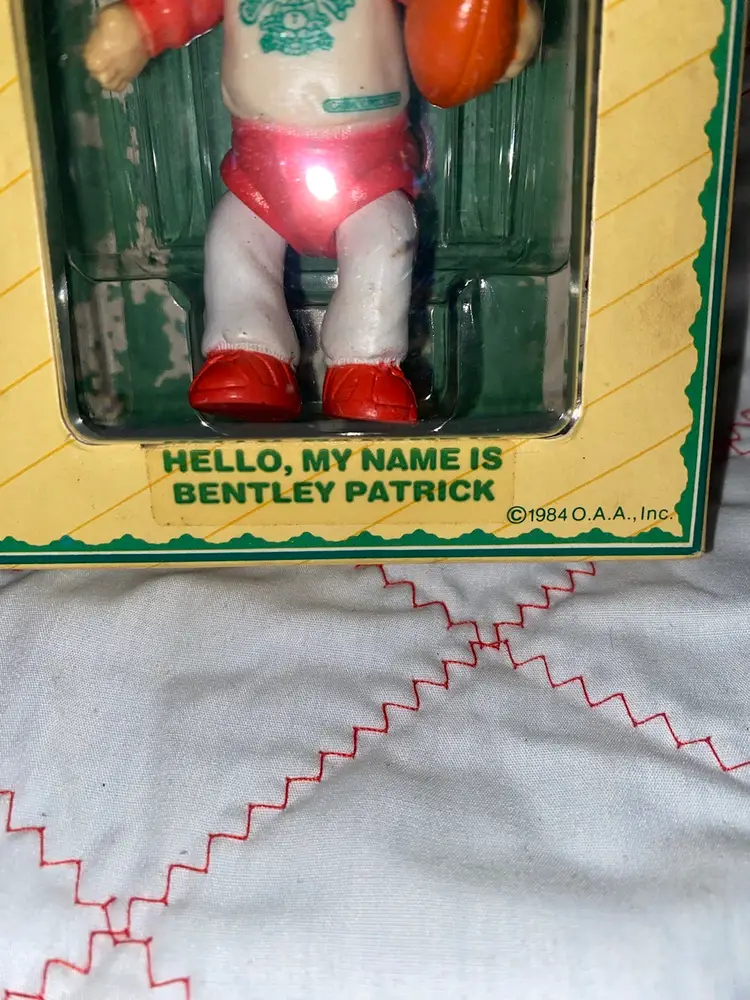 HELLO, MY NAME IS
BENTLEY PATRICK
©1984 O.A.A., Inc.